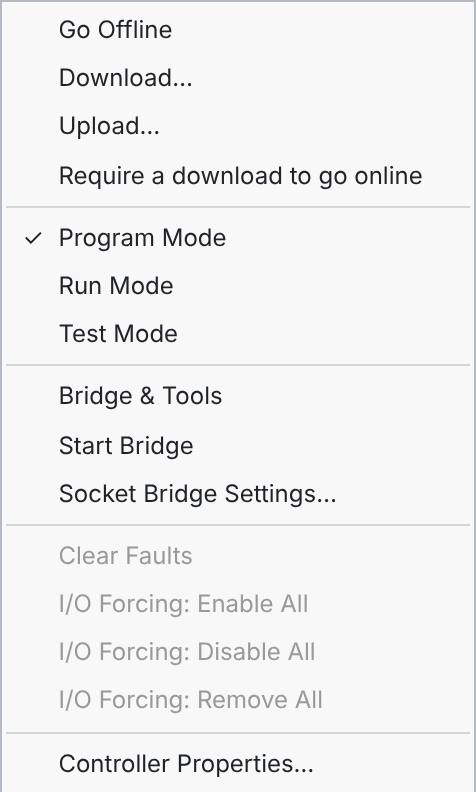 Go Offline
Download...
Upload...
Require a download to go online
Program Mode
Run Mode
Test Mode
Bridge & Tools
Start Bridge
Socket Bridge Settings...
Clear Faults
I/O Forcing: Enable All
I/O Forcing: Disable All
I/O Forcing: Remove All
Controller Properties...